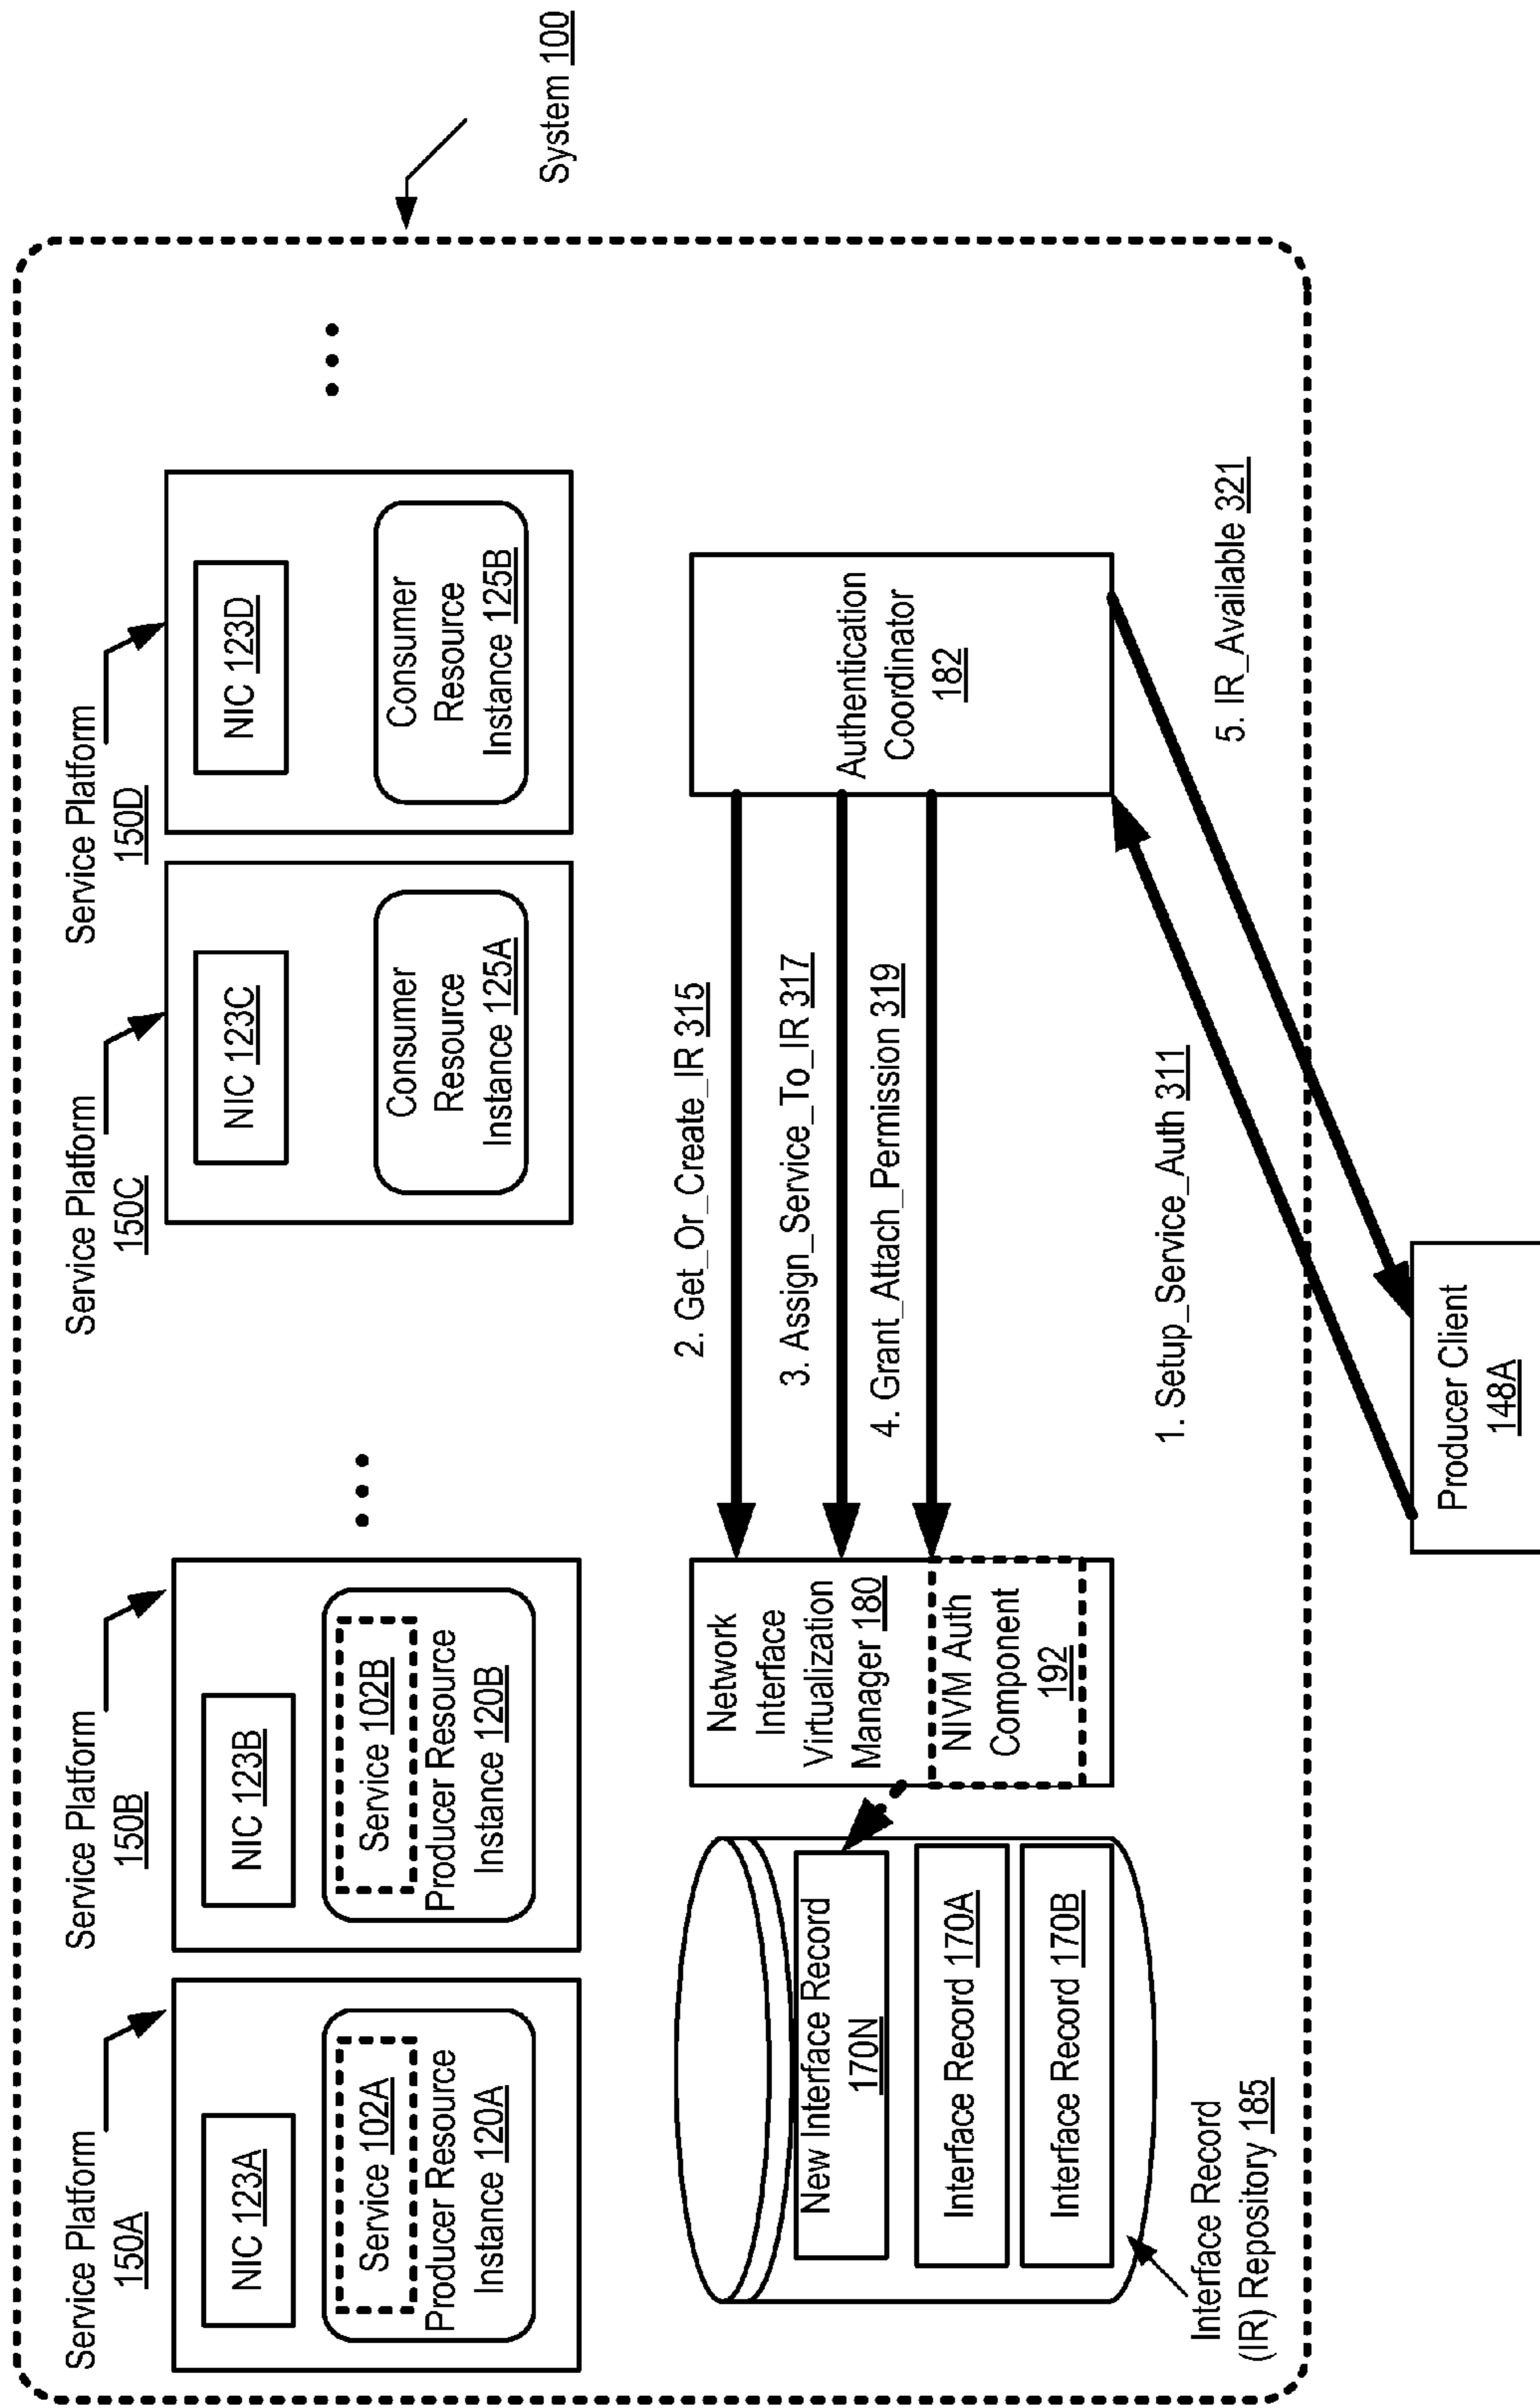 System 100
Service Platform
150A
NIC 123A
Service 102A
Producer Resource
Instance 120A
Service Platform
150B
NIC 123B
Service 102B
Producer Resource
Instance 120B
Service Platform
150C
NIC 123C
Consumer
Resource
Instance 125A
Service Platform
150D
NIC 123D
Consumer
Resource
Instance 125B
New Interface Record
170N
Interface Record 170A
Interface Record 170B
Interface Record
(IR) Repository 185
Network
Interface
Virtualization
Manager 180
NIVM Auth
Component
192
2. Get_Or_Create_IR 315
3. Assign_Service_To_IR 317
4. Grant_Attach_Permission 319
Authentication
Coordinator
182
1. Setup_Service_Auth 311
5. IR_Available 321
Producer Client
148A